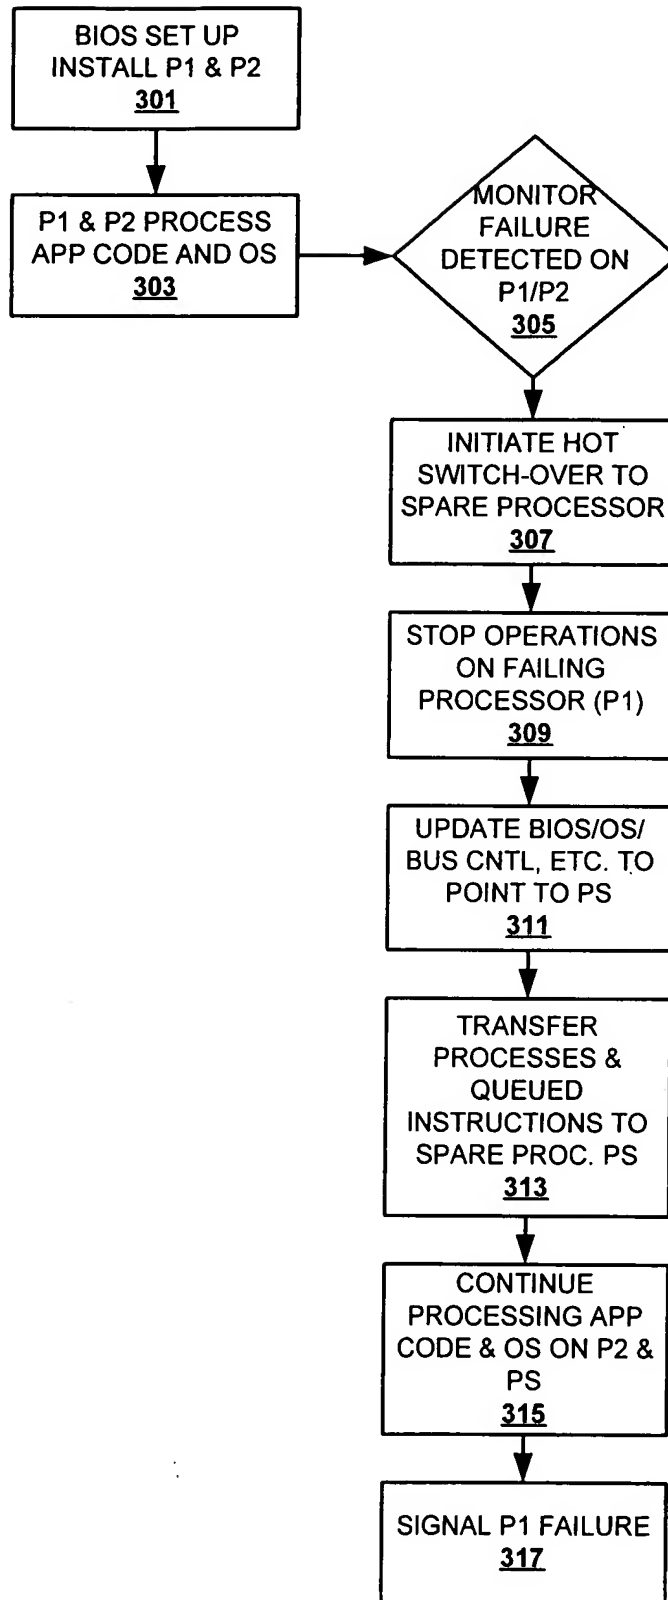 BIOS SET UP
INSTALL P1 & P2
301
P1 & P2 PROCESS
APP CODE AND OS
303
MONITOR
FAILURE
DETECTED ON
P1/P2
305
INITIATE HOT
SWITCH-OVER TO
SPARE PROCESSOR
307
STOP OPERATIONS
ON FAILING
PROCESSOR (P1)
309
UPDATE BIOS/OS/
BUS CNTL, ETC. TO
POINT TO PS
311
TRANSFER
PROCESSES &
QUEUED
INSTRUCTIONS TO
SPARE PROC. PS
313
CONTINUE
PROCESSING APP
CODE & OS ON P2 &
PS
315
SIGNAL P1 FAILURE
317